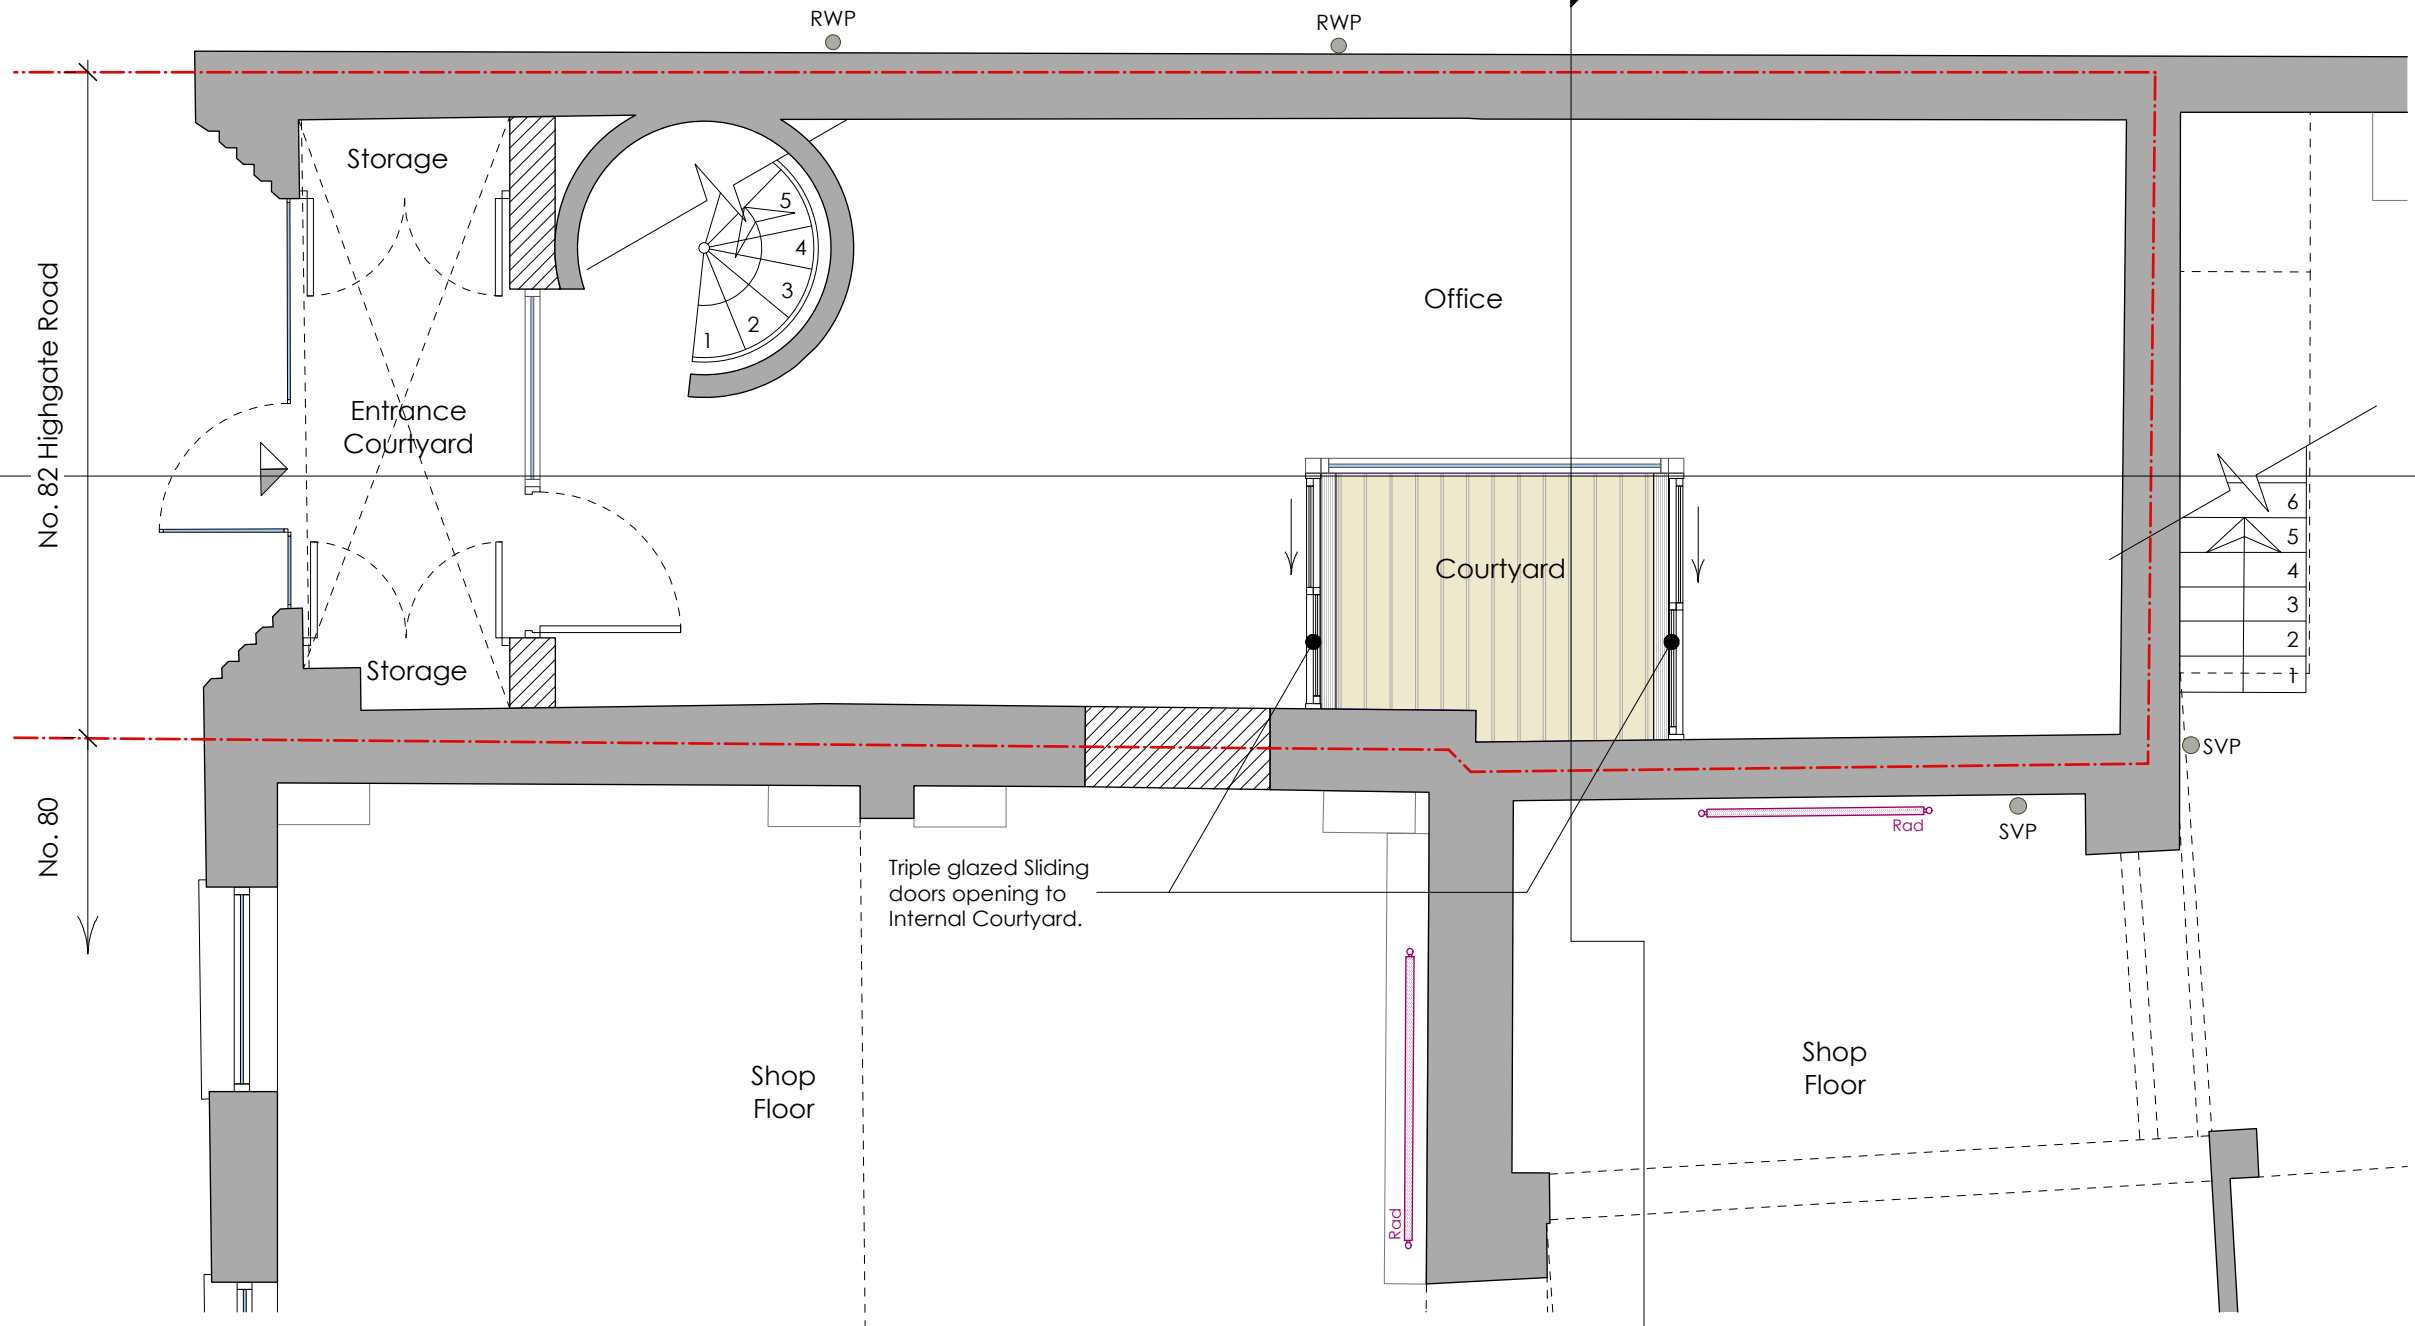 RWP
RWP
Storage
5
4
3
2
1
Office
No. 82 Highgate Road
Entrance
Courtyard
Courtyard
6
5
4
3
2
1
Storage
SVP
No. 80
Rad
SVP
Triple glazed Sliding
doors opening to
Internal Courtyard.
Shop
Floor
Shop
Floor
Rad